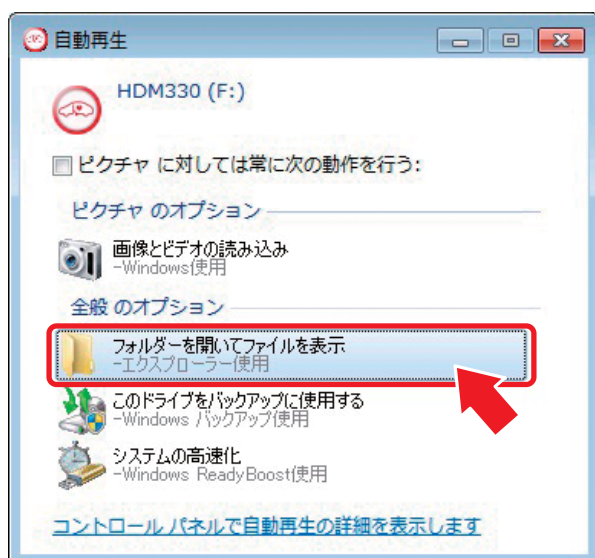 自動再生
HDM330 (F:)
ピクチャ に対しては常に次の動作を行う:
ピクチャ のオプション
画像とビデオの読み込み
-Windows使用
全般 のオプション
フォルダーを開いてファイルを表示
-エクスプローラー使用
このドライブをバックアップに使用する
-Windows バックアップ使用
システムの高速化
-Windows ReadyBoost使用
コントロール パネルで自動再生の詳細を表示します